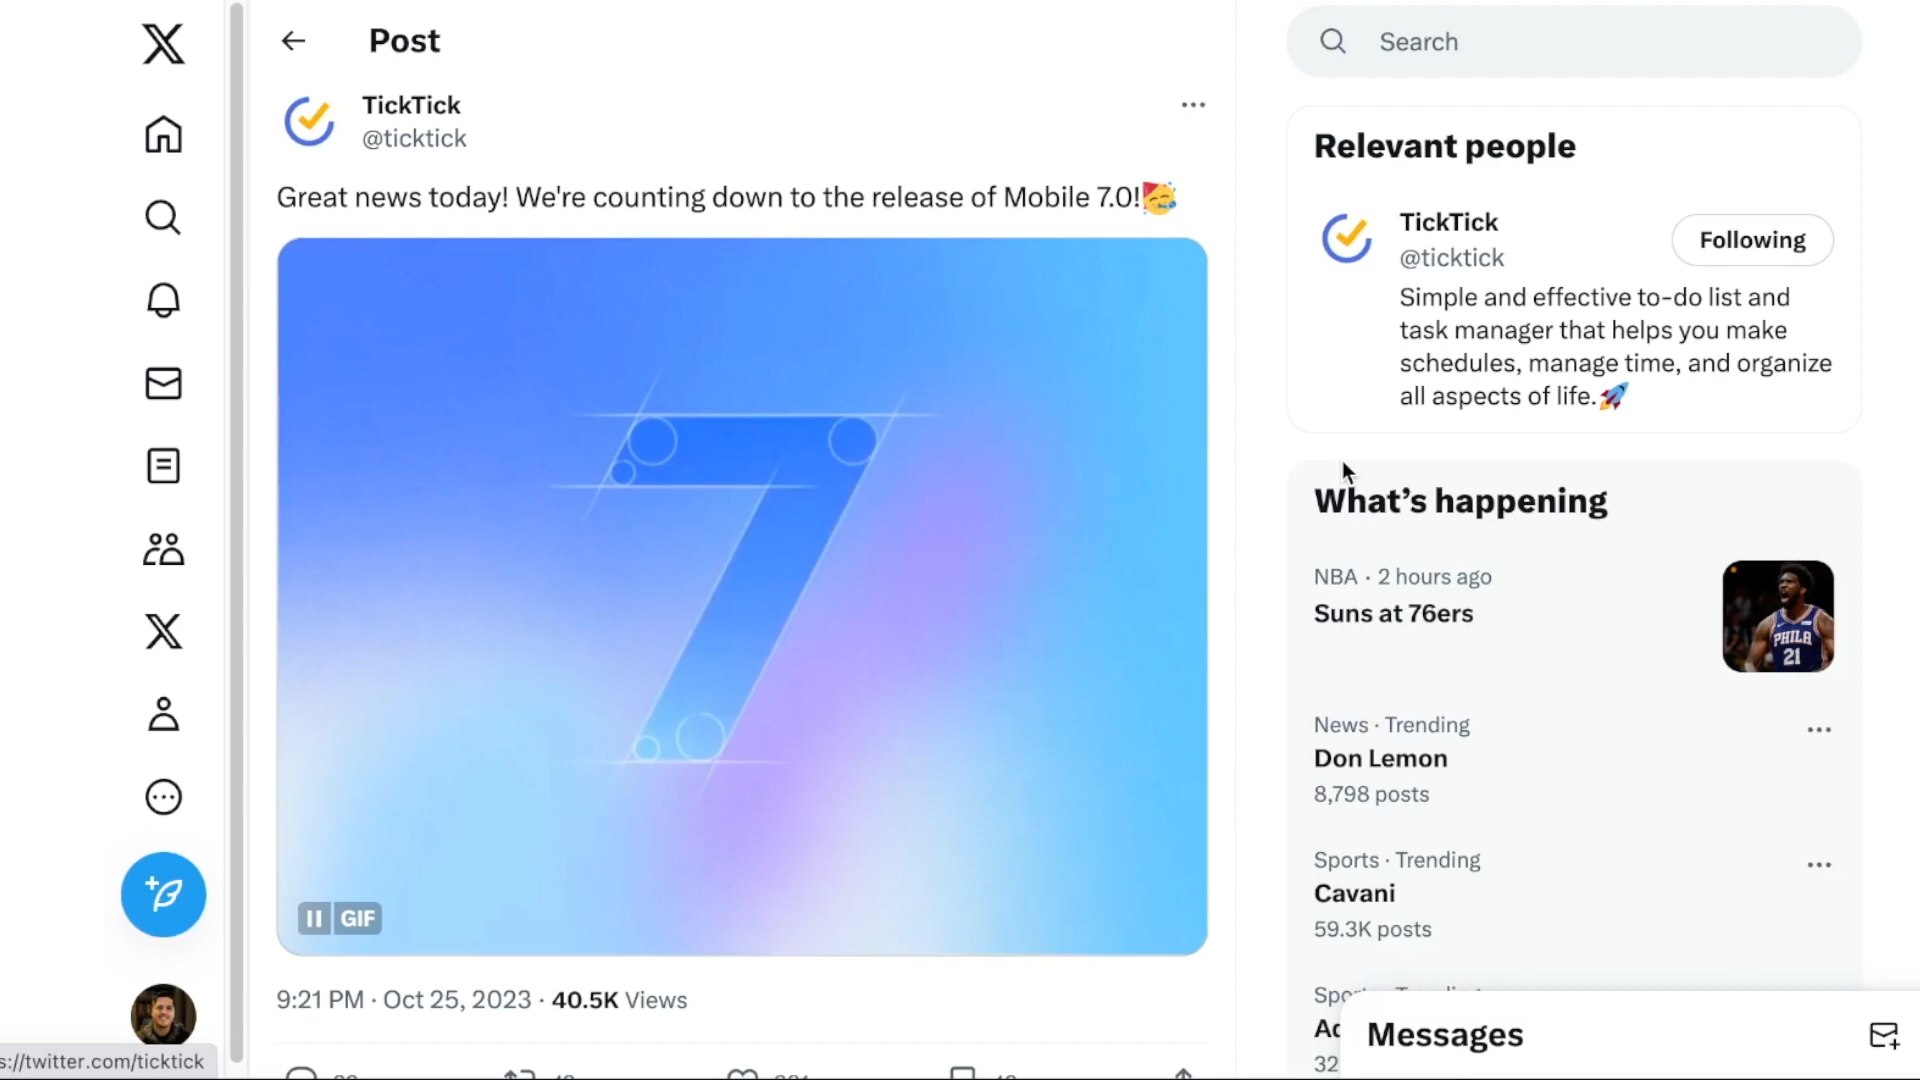 Post
TickTick
@ticktick
Great news today! We're counting down to the release of Mobile 7.0!🥳
7
GIF
9:21 PM · Oct 25, 2023 · 40.5K Views
Search
Relevant people
TickTick
@ticktick
Following
Simple and effective to-do list and
task manager that helps you make
schedules, manage time, and organize
all aspects of life.🚀
What's happening
NBA · 2 hours ago
Suns at 76ers
PHILA
21
News · Trending
Don Lemon
8,798 posts
Sports · Trending
Cavani
59.3K posts
Messages
s://twitter.com/ticktick